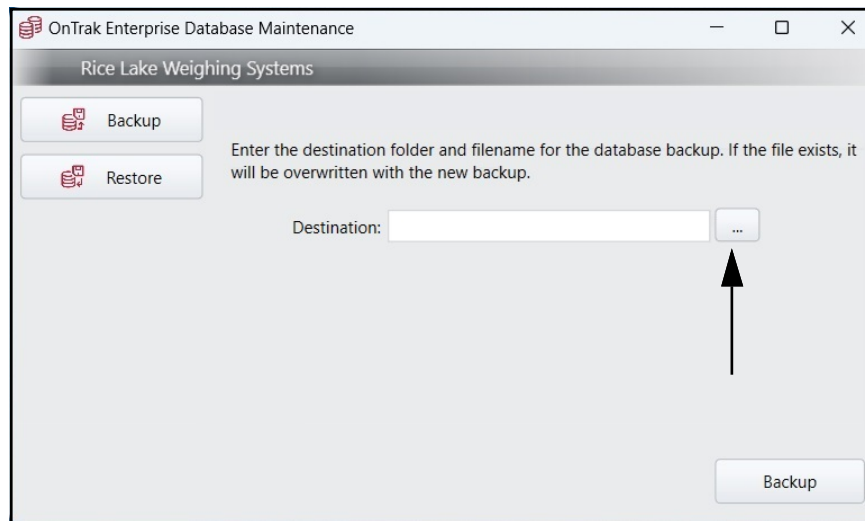 OnTrak Enterprise Database Maintenance
Rice Lake Weighing Systems
Backup
Restore
Enter the destination folder and filename for the database backup. If the file exists, it
will be overwritten with the new backup.
Destination:
...
Backup